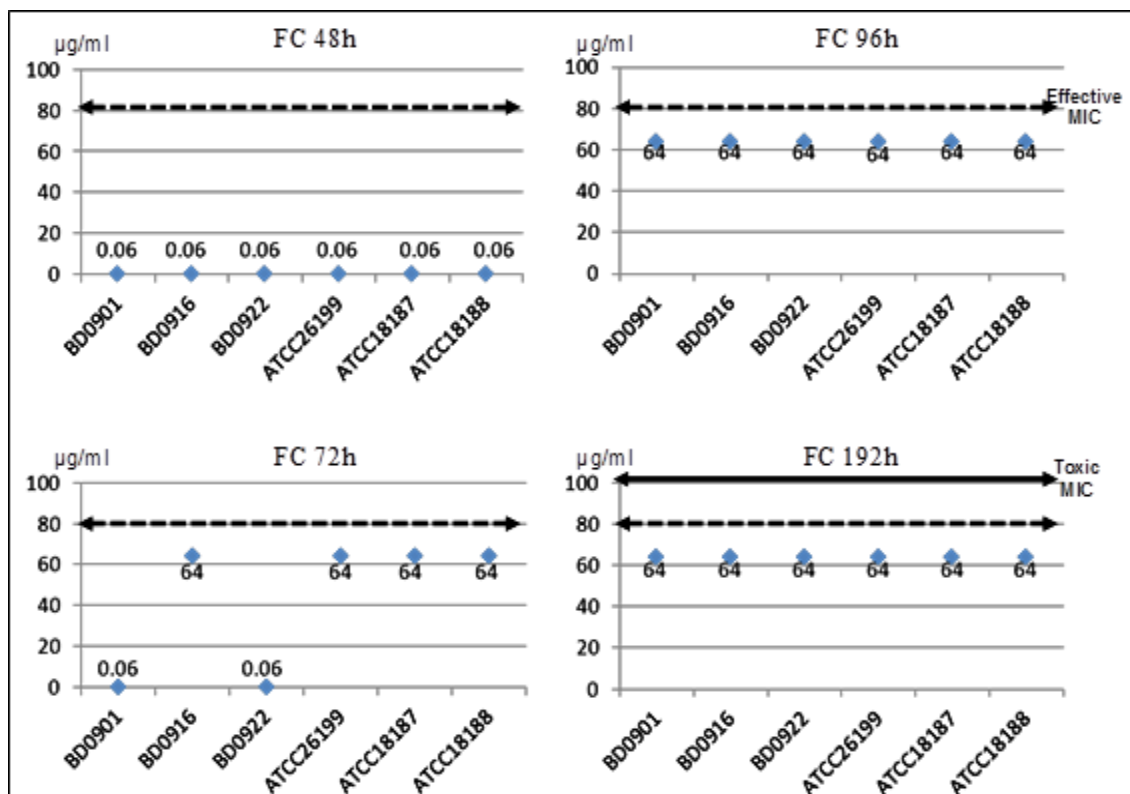 FC 48h
µg/ml
100
80
60
40
20
0
0.06 0.06 0.06 0.06 0.06 0.06
BD0901 BD0916 BD0922 ATCC26199 ATCC18187 ATCC18188
FC 96h
µg/ml
100
80
60
40
20
0
Effective
MIC
64 64 64 64 64 64
BD0901 BD0916 BD0922 ATCC26199 ATCC18187 ATCC18188
FC 72h
µg/ml
100
80
60
40
20
0
64 64 64 64
0.06 0.06
BD0901 BD0916 BD0922 ATCC26199 ATCC18187 ATCC18188
FC 192h
µg/ml
100
80
60
40
20
0
Toxic
MIC
64 64 64 64 64 64
BD0901 BD0916 BD0922 ATCC26199 ATCC18187 ATCC18188